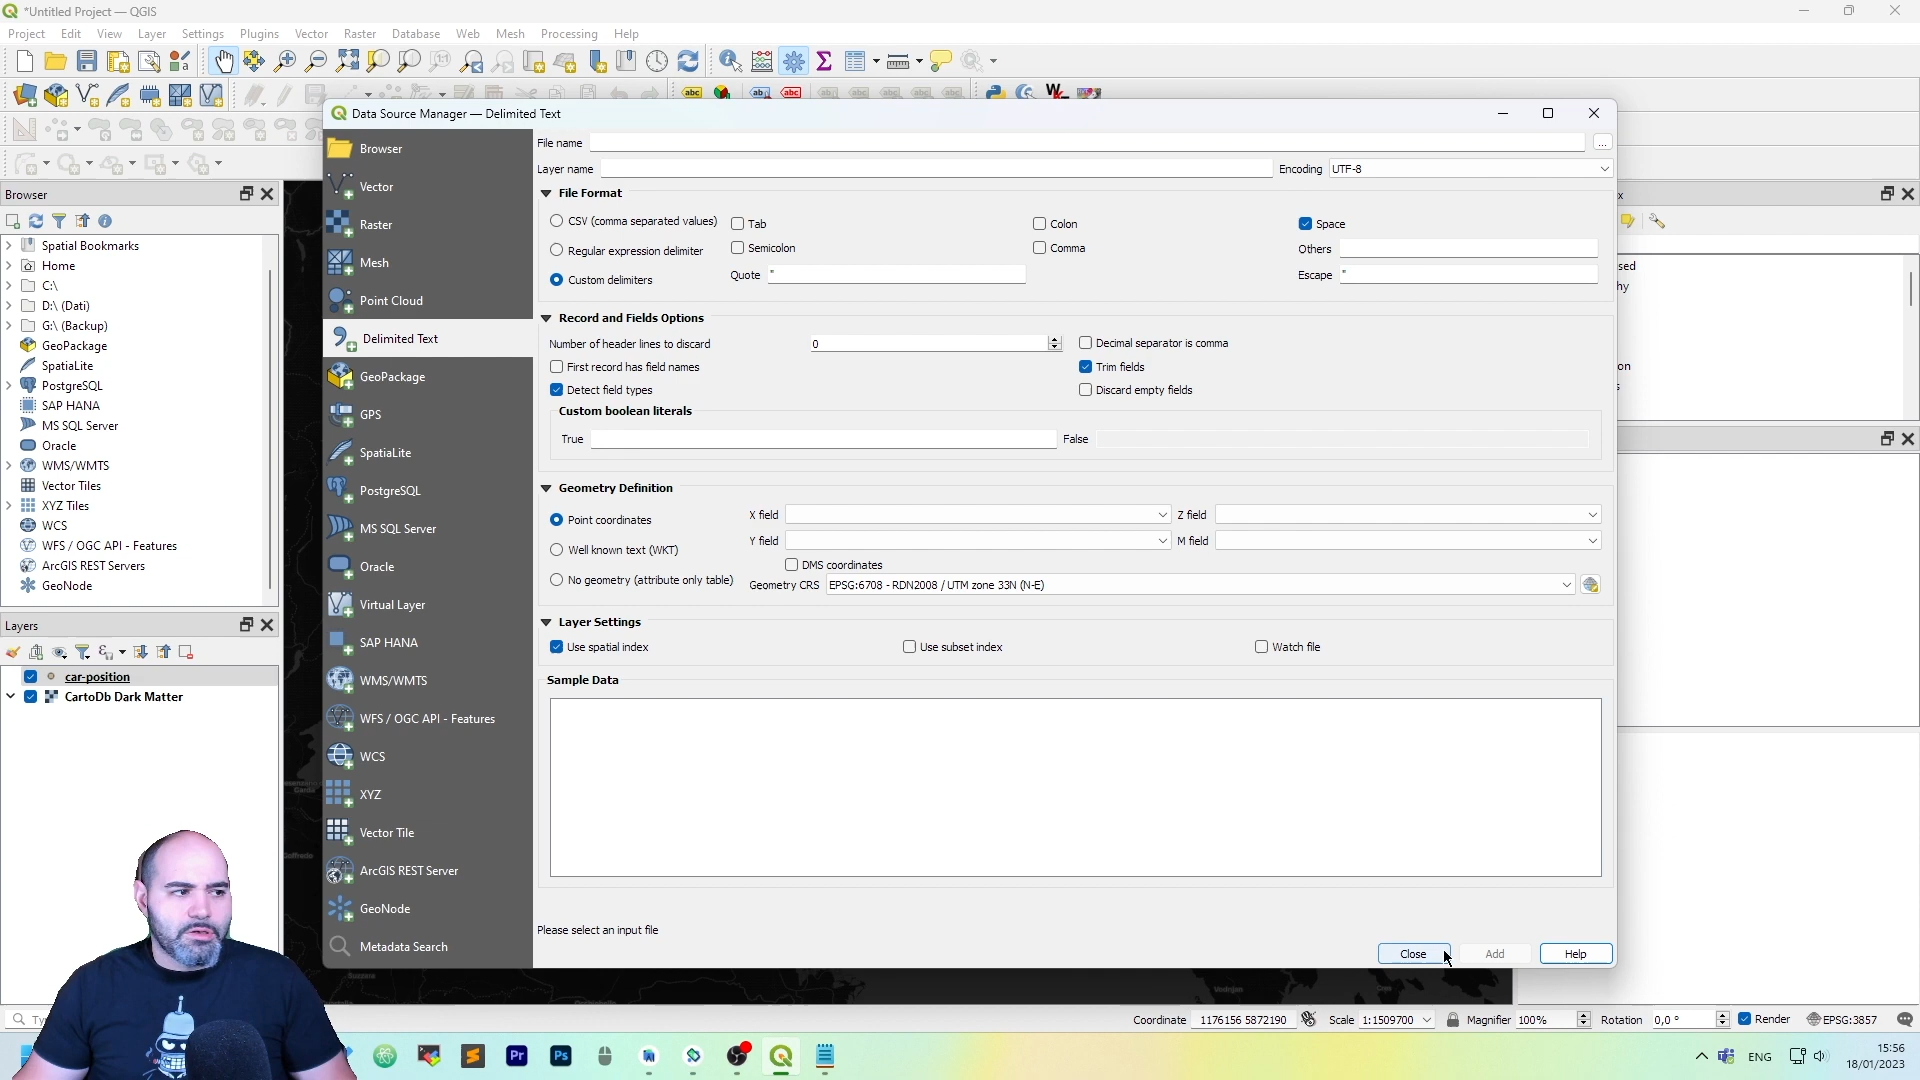 *Untitled Project — QGIS
Project Edit View Layer Settings Plugins Vector Raster Database Web Mesh Processing Help
Data Source Manager — Delimited Text
Browser
Spatial Bookmarks
Home
C:\
D:\ (Dati)
G:\ (Backup)
GeoPackage
SpatiaLite
PostgreSQL
SAP HANA
MS SQL Server
Oracle
WMS/WMTS
Vector Tiles
XYZ Tiles
WCS
WFS / OGC API - Features
ArcGIS REST Servers
GeoNode
Layers
car-position
CartoDb Dark Matter
Browser
Vector
Raster
Mesh
Point Cloud
Delimited Text
GeoPackage
GPS
SpatiaLite
PostgreSQL
MS SQL Server
Oracle
Virtual Layer
SAP HANA
WMS/WMTS
WFS / OGC API - Features
WCS
XYZ
Vector Tile
ArcGIS REST Server
GeoNode
Metadata Search
File name ...
Layer name Encoding UTF-8
File Format
CSV (comma separated values) Tab Colon Space
Regular expression delimiter Semicolon Comma Others
Custom delimiters Quote " Escape "
Record and Fields Options
Number of header lines to discard 0 Decimal separator is comma
First record has field names Trim fields
Detect field types Discard empty fields
Custom boolean literals
True False
Geometry Definition
Point coordinates X field Z field
Well known text (WKT) Y field M field
DMS coordinates
No geometry (attribute only table) Geometry CRS EPSG:6708 - RDN2008 / UTM zone 33N (N-E)
Layer Settings
Use spatial index Use subset index Watch file
Sample Data
Please select an input file
Close Add Help
Coordinate 1176156 5872190 Scale 1:1509700 Magnifier 100% Rotation 0,0 ° Render EPSG:3857
ENG 15:56
18/01/2023